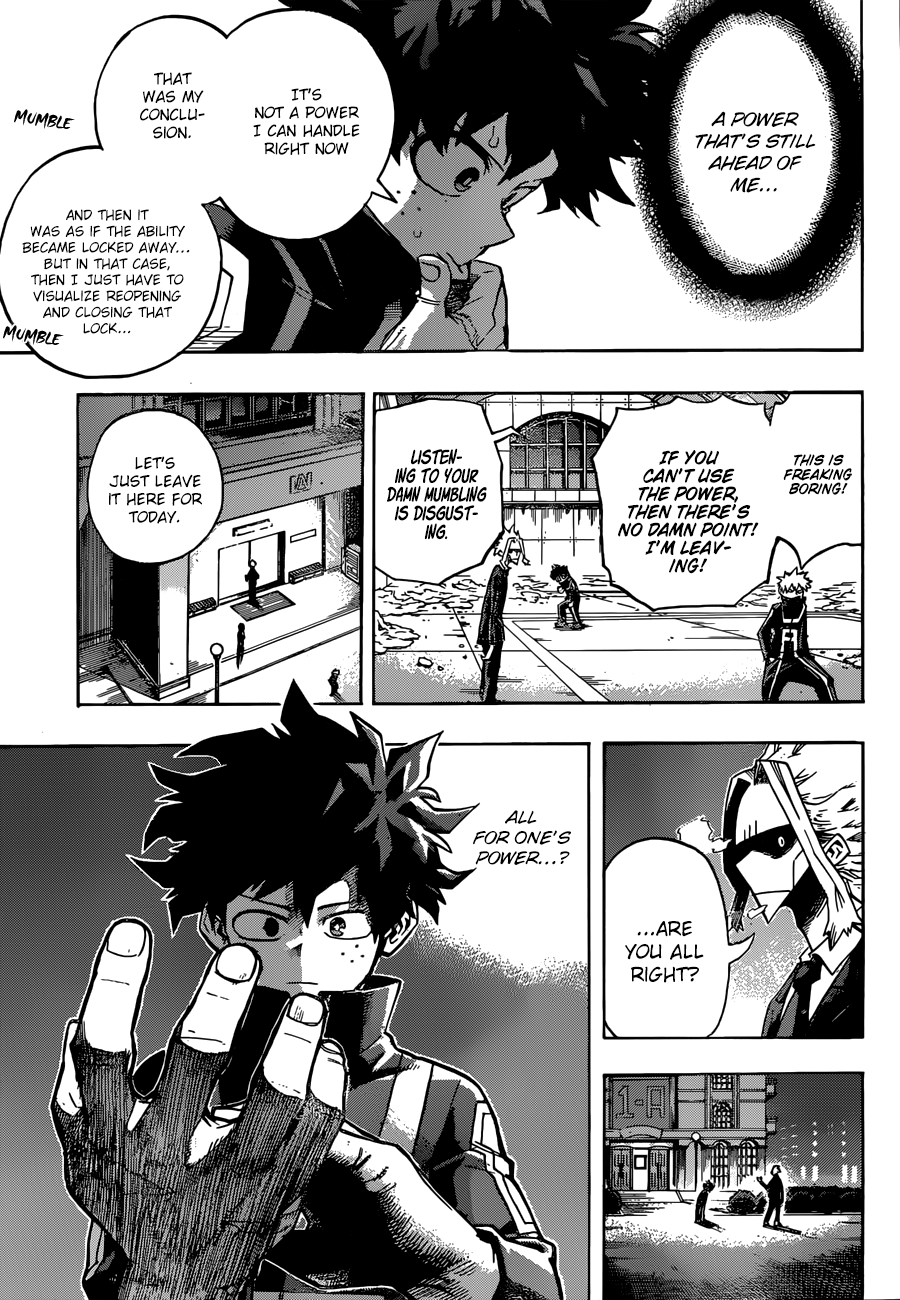 A POWER
THAT'S STILL
AHEAD OF
ME...
IT'S
NOT A POWER
I CAN HANDLE
RIGHT NOW
THAT
WAS MY
CONCLU-
SION.
MUMBLE
AND THEN IT
WAS AS IF THE ABILITY
BECAME LOCKED AWAY...
BUT IN THAT CASE,
THEN I JUST HAVE TO
VISUALIZE REOPENING
AND CLOSING THAT
LOCK...
MUMBLE
THIS IS
FREAKING
BORING!
IF YOU
CAN'T USE
THE POWER,
THEN THERE'S
NO DAMN POINT!
I'M LEAV-
ING!
LISTEN-
ING TO YOUR
DAMN MUMBLING
IS DISGUST-
ING.
LET'S
JUST LEAVE
IT HERE FOR
TODAY.
...ARE
YOU ALL
RIGHT?
1-A
ALL
FOR ONE'S
POWER...?